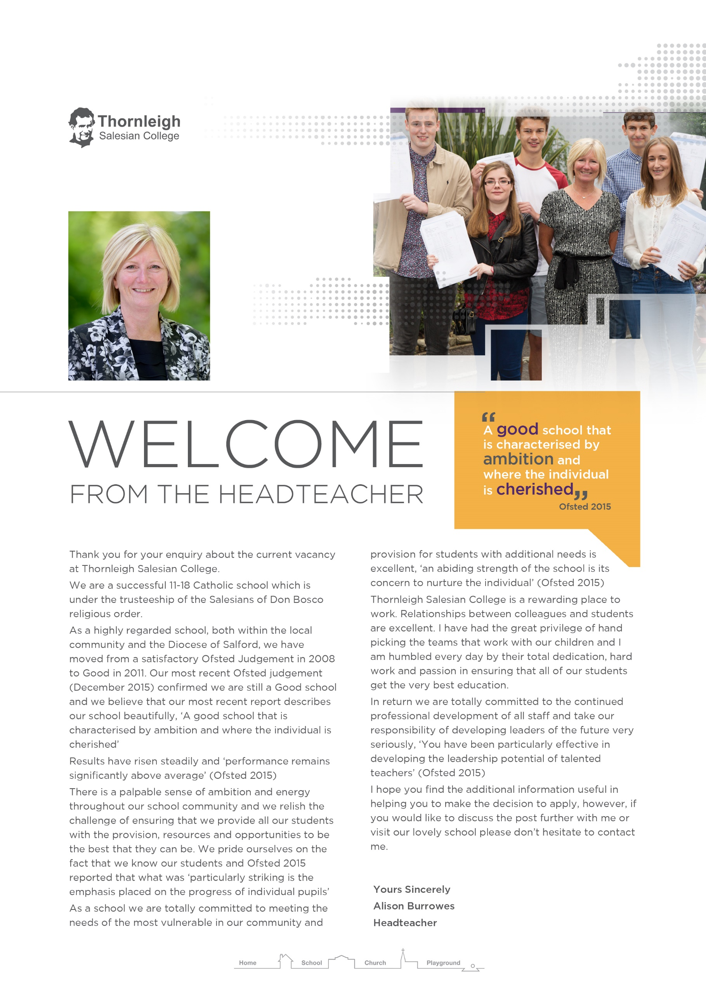 Thornleigh
Salesian College
WELCOME
FROM THE HEADTEACHER
“
A good school that
is characterised by
ambition and
where the individual
is cherished„
Ofsted 2015
Thank you for your enquiry about the current vacancy
at Thornleigh Salesian College.
We are a successful 11-18 Catholic school which is
under the trusteeship of the Salesians of Don Bosco
religious order.
As a highly regarded school, both within the local
community and the Diocese of Salford, we have
moved from a satisfactory Ofsted Judgement in 2008
to Good in 2011. Our most recent Ofsted judgement
(December 2015) confirmed we are still a Good school
and we believe that our most recent report describes
our school beautifully, ‘A good school that is
characterised by ambition and where the individual is
cherished’
Results have risen steadily and ‘performance remains
significantly above average’ (Ofsted 2015)
There is a palpable sense of ambition and energy
throughout our school community and we relish the
challenge of ensuring that we provide all our students
with the provision, resources and opportunities to be
the best that they can be. We pride ourselves on the
fact that we know our students and Ofsted 2015
reported that what was ‘particularly striking is the
emphasis placed on the progress of individual pupils’
As a school we are totally committed to meeting the
needs of the most vulnerable in our community and
provision for students with additional needs is
excellent, ‘an abiding strength of the school is its
concern to nurture the individual’ (Ofsted 2015)
Thornleigh Salesian College is a rewarding place to
work. Relationships between colleagues and students
are excellent. I have had the great privilege of hand
picking the teams that work with our children and I
am humbled every day by their total dedication, hard
work and passion in ensuring that all of our students
get the very best education.
In return we are totally committed to the continued
professional development of all staff and take our
responsibility of developing leaders of the future very
seriously, ‘You have been particularly effective in
developing the leadership potential of talented
teachers’ (Ofsted 2015)
I hope you find the additional information useful in
helping you to make the decision to apply, however, if
you would like to discuss the post further with me or
visit our lovely school please don’t hesitate to contact
me.
Yours Sincerely
Alison Burrowes
Headteacher
Home School Church Playground